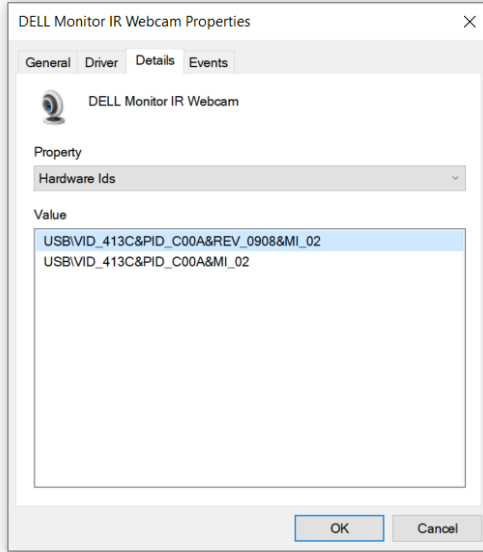 DELL Monitor IR Webcam Properties
General Driver Details Events
DELL Monitor IR Webcam
Property
Hardware Ids
Value
USB\VID_413C&PID_C00A&REV_0908&MI_02
USB\VID_413C&PID_C00A&MI_02
OK Cancel